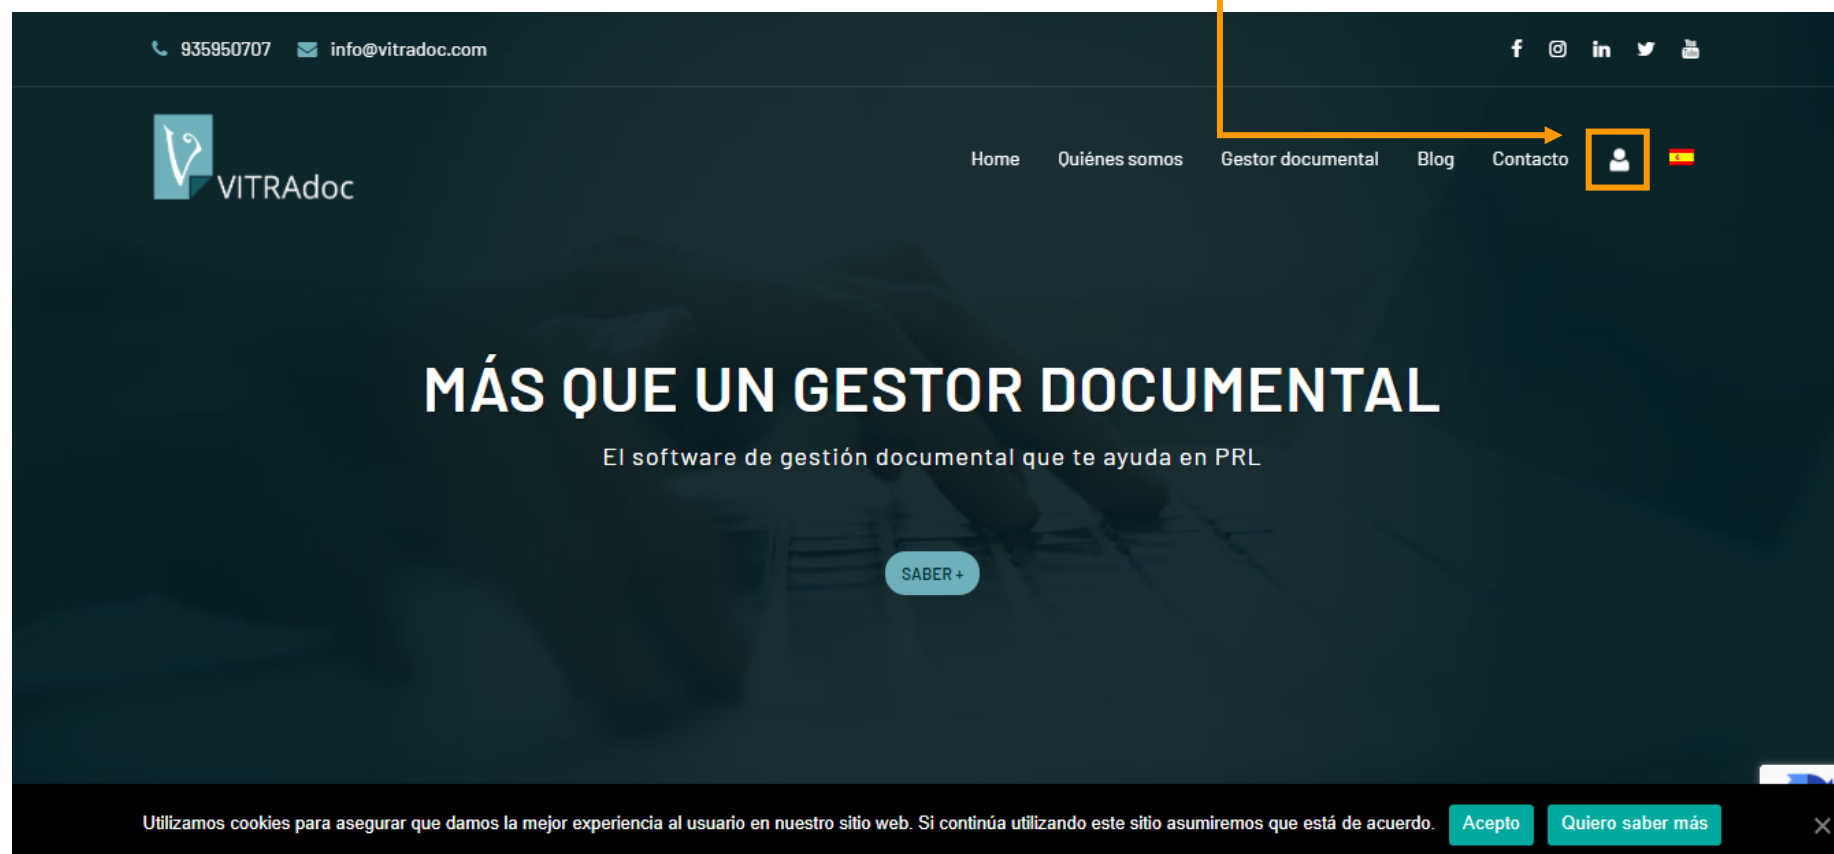 935950707 info@vitradoc.com
VITRAdoc
Home Quiénes somos Gestor documental Blog Contacto
MÁS QUE UN GESTOR DOCUMENTAL
El software de gestión documental que te ayuda en PRL
SABER +
Utilizamos cookies para asegurar que damos la mejor experiencia al usuario en nuestro sitio web. Si continúa utilizando este sitio asumiremos que está de acuerdo. Acepto Quiero saber más